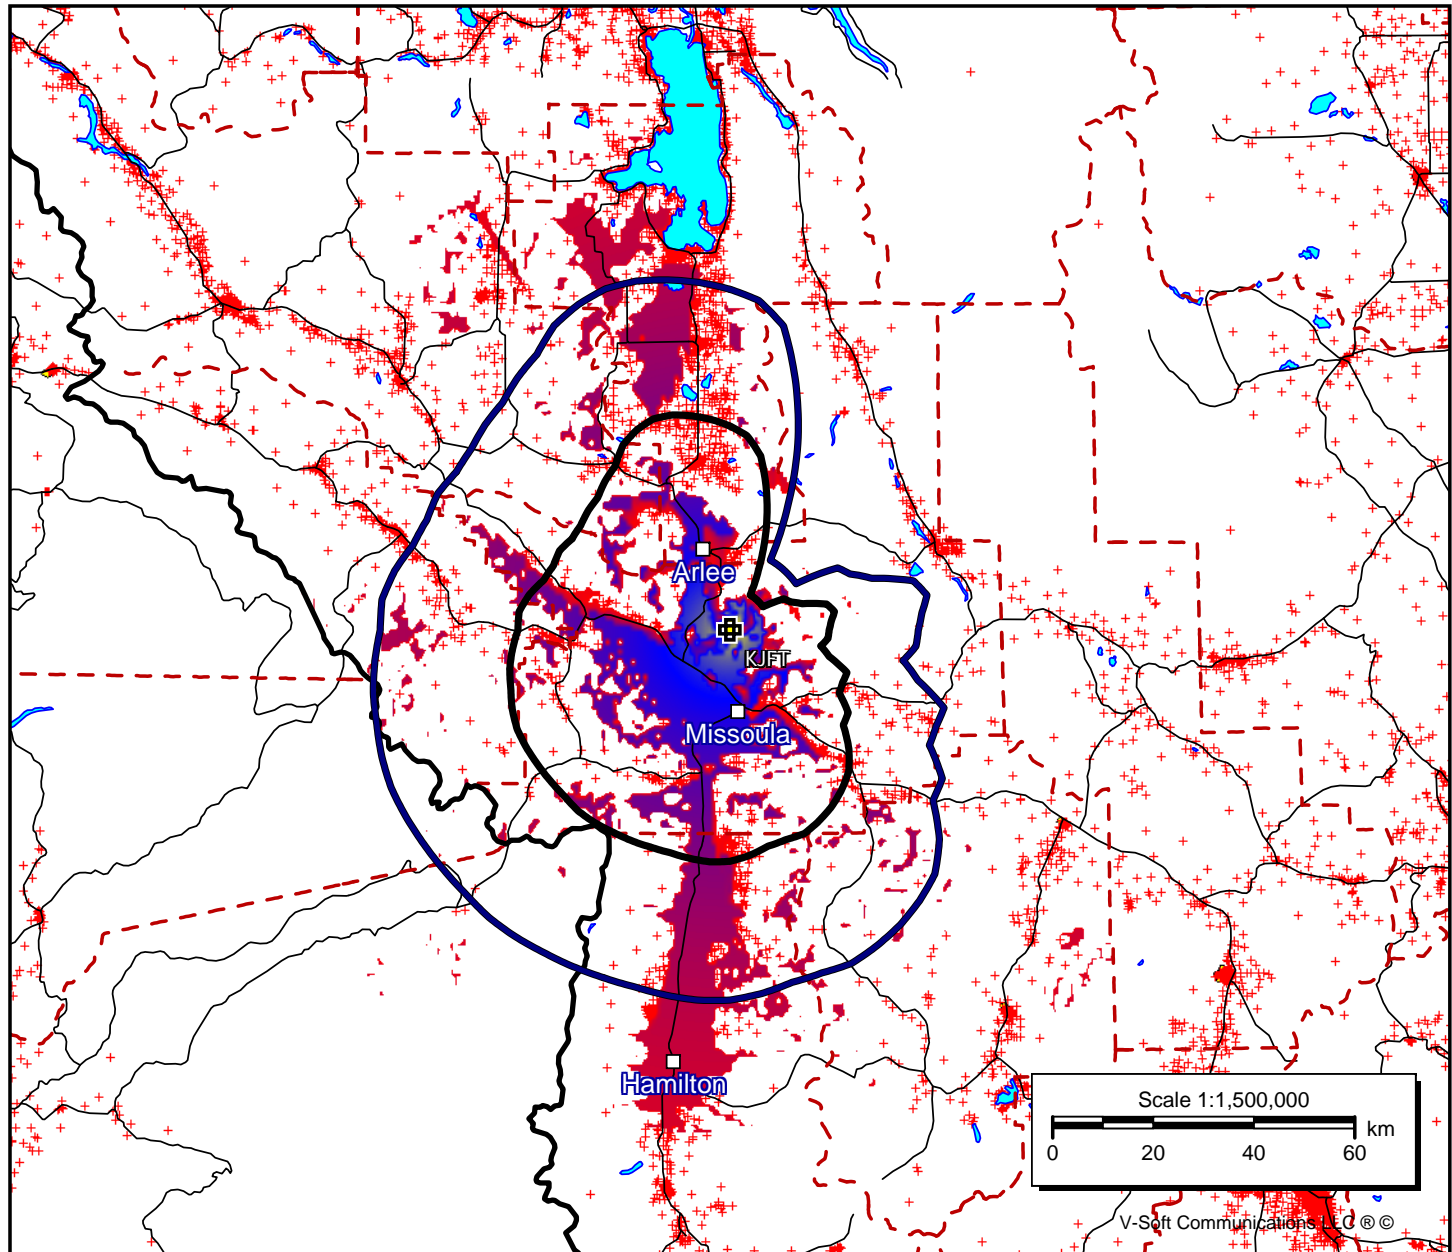 Arlee
KJFT
Missoula
Hamilton
Scale 1:1,500,000
km
0 20 40 60
V-Soft Communications LLC ® ©